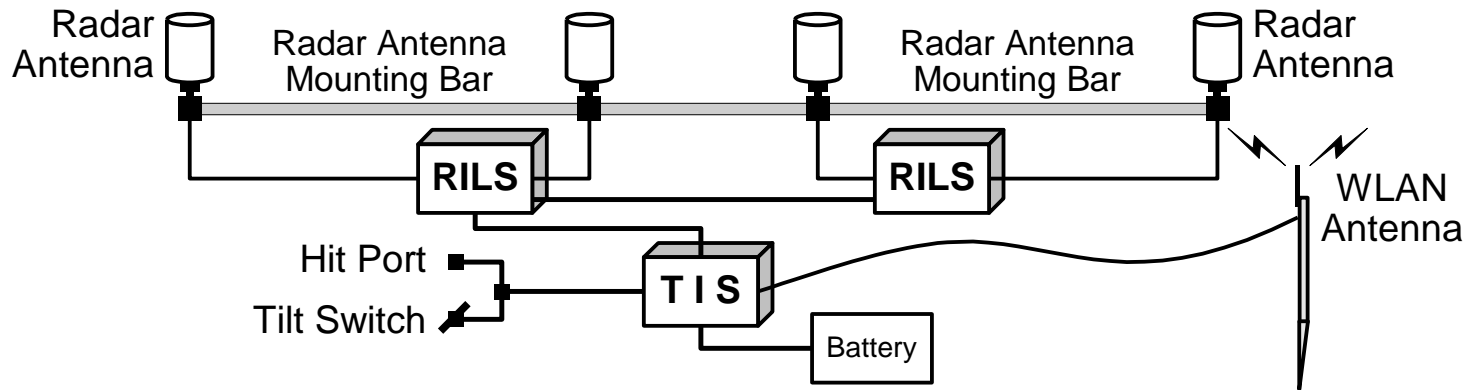 Radar
Antenna
Radar Antenna
Mounting Bar
Radar Antenna
Mounting Bar
Radar
Antenna
RILS
RILS
WLAN
Antenna
Hit Port
T I S
Tilt Switch
Battery